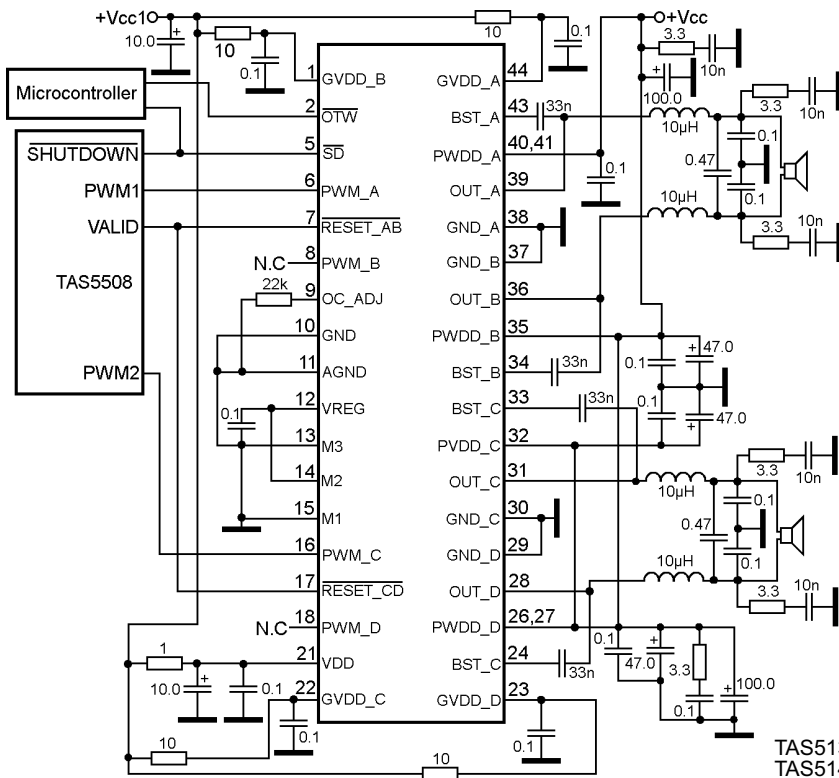 +Vcc1
10.0
+
10
0.1
10
0.1
+Vcc
3.3
10n
+
100.0
3.3
10n
Microcontroller
SHUTDOWN
PWM1
VALID
TAS5508
PWM2
1 GVDD_B
2 OTW
5 SD
6 PWM_A
7 RESET_AB
N.C 8 PWM_B
22k 9 OC_ADJ
10 GND
11 AGND
0.1 12 VREG
13 M3
14 M2
15 M1
16 PWM_C
17 RESET_CD
N.C 18 PWM_D
1 21 VDD
22 GVDD_C
10.0
+
0.1
0.1
10
10
GVDD_A 44
BST_A 43 33n
PWDD_A 40,41
OUT_A 39
GND_A 38
GND_B 37
OUT_B 36
PWDD_B 35
BST_B 34 33n
BST_C 33 33n
PVDD_C 32
OUT_C 31
GND_C 30
GND_D 29
OUT_D 28
PWDD_D 26,27
BST_C 24 33n
GVDD_D 23
0.1
0.1
10µH
0.1
0.47
0.1
10µH
3.3
10n
0.1
+
47.0
0.1
+
47.0
3.3
10n
10µH
0.1
0.47
0.1
10µH
3.3
10n
0.1
+
47.0
3.3
0.1
+
100.0
TAS51
TAS514